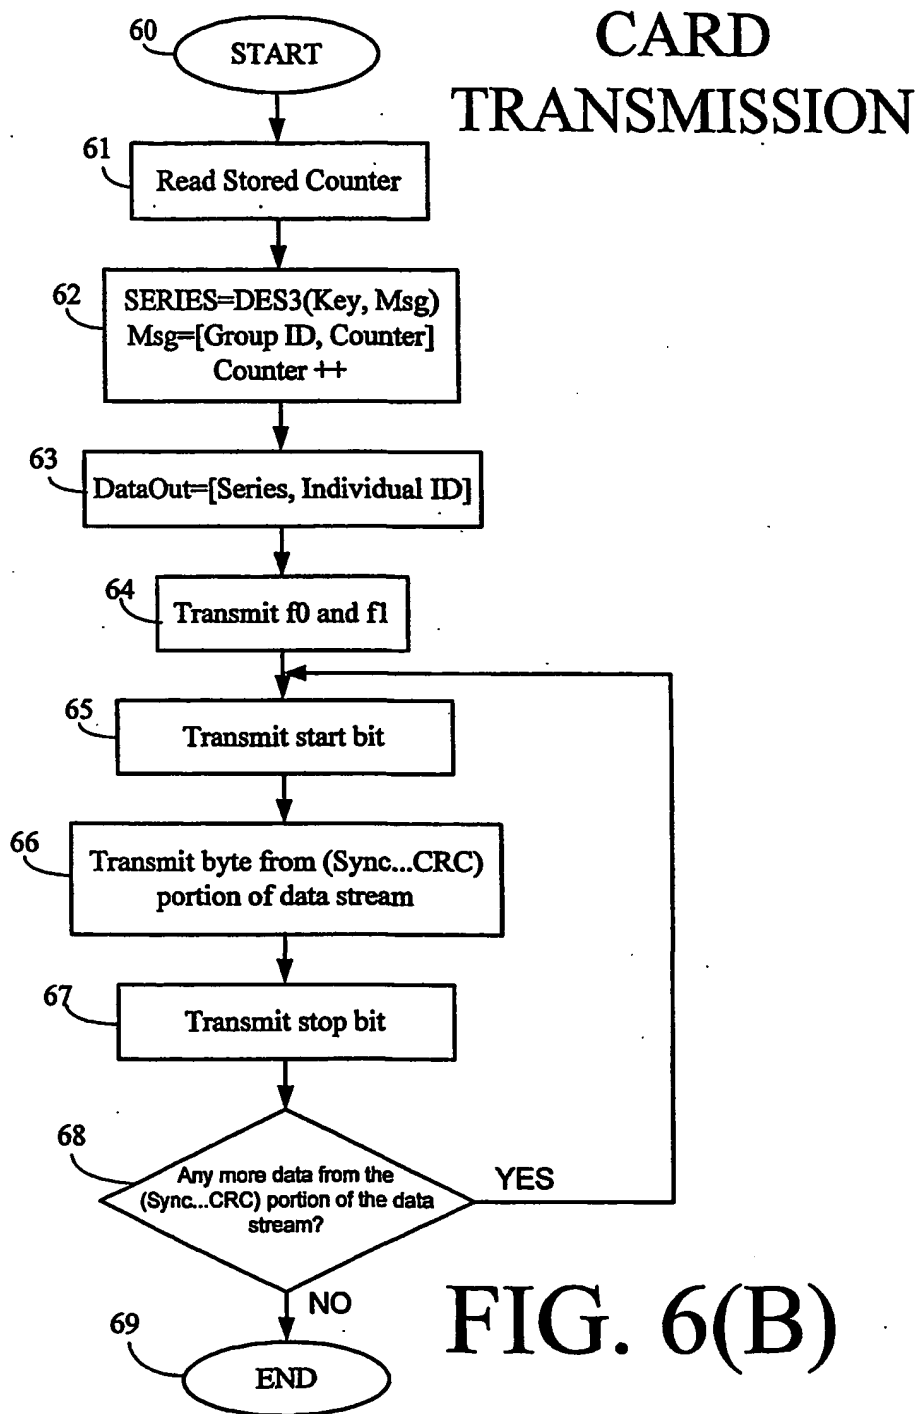 CARD
TRANSMISSION
60
START
61
Read Stored Counter
62
SERIES=DES3(Key, Msg)
Msg=[Group ID, Counter]
Counter ++
63
DataOut=[Series, Individual ID]
64
Transmit f0 and f1
65
Transmit start bit
66
Transmit byte from (Sync...CRC)
portion of data stream
67
Transmit stop bit
68
Any more data from the
(Sync...CRC) portion of the data
stream?
YES
NO
69
END
FIG. 6(B)